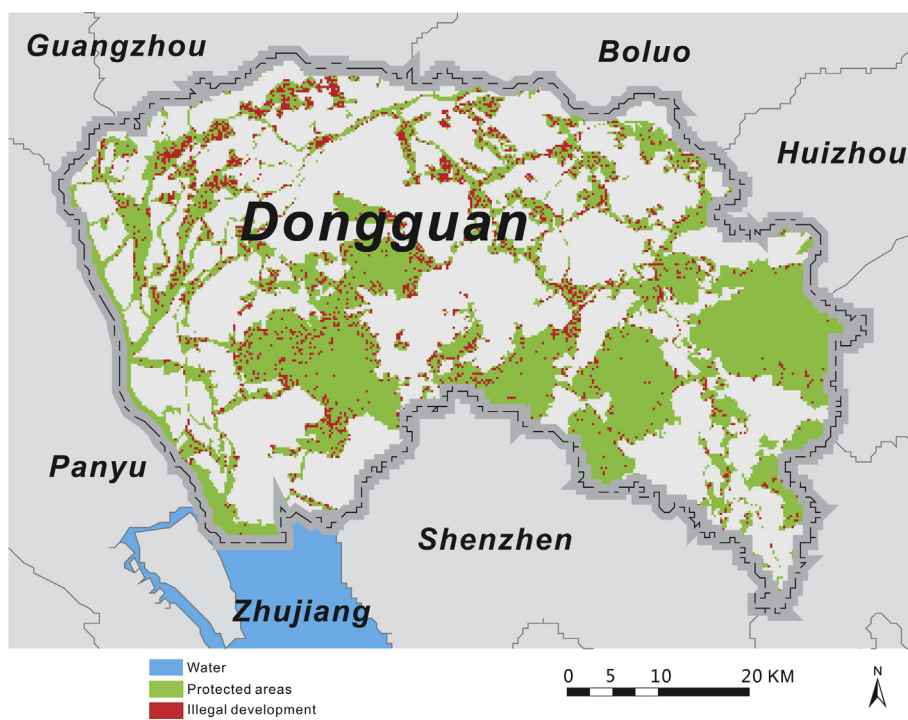 Guangzhou
Boluo
Huizhou
Dongguan
Panyu
Shenzhen
Zhujiang
Water
Protected areas
Illegal development
0 5 10 20 KM
N